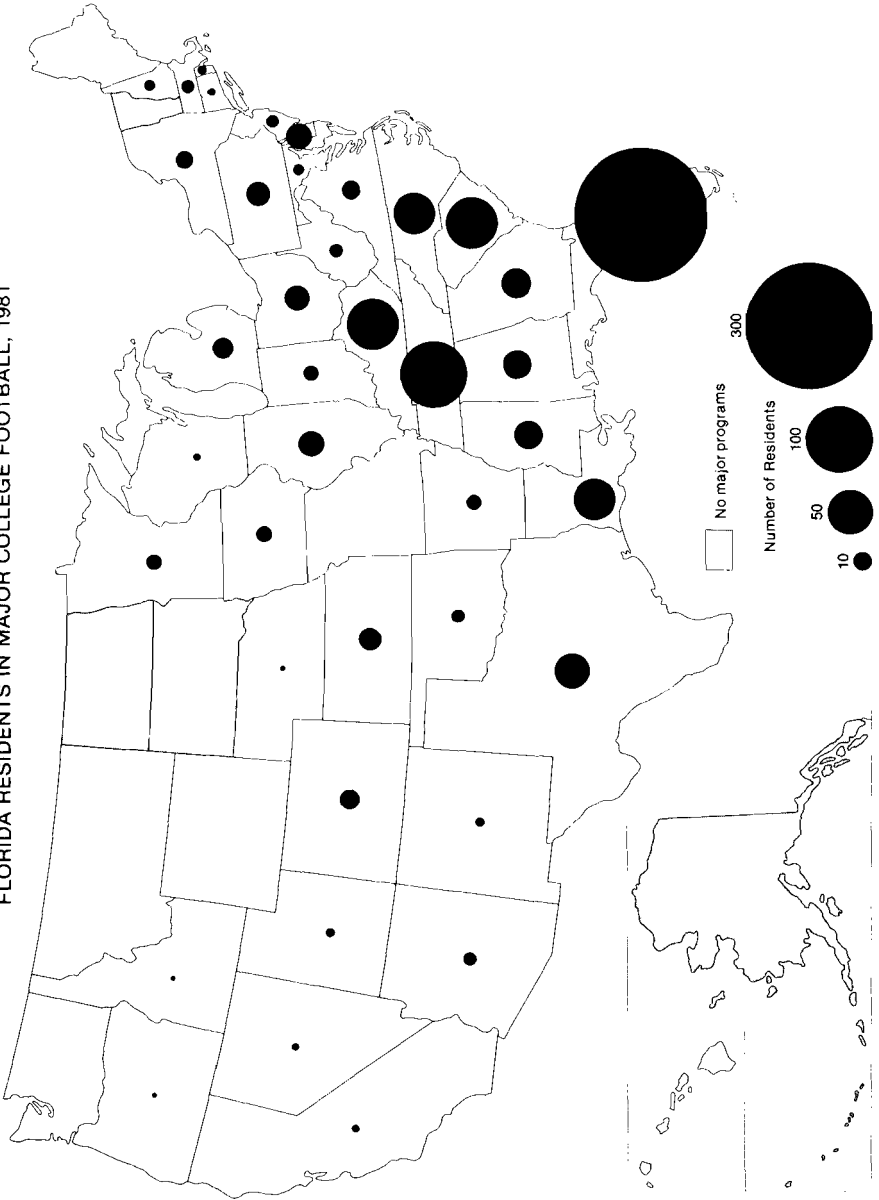 FLORIDA RESIDENTS IN MAJOR COLLEGE FOOTBALL, 1981
No major programs
Number of Residents
10 50 100 300